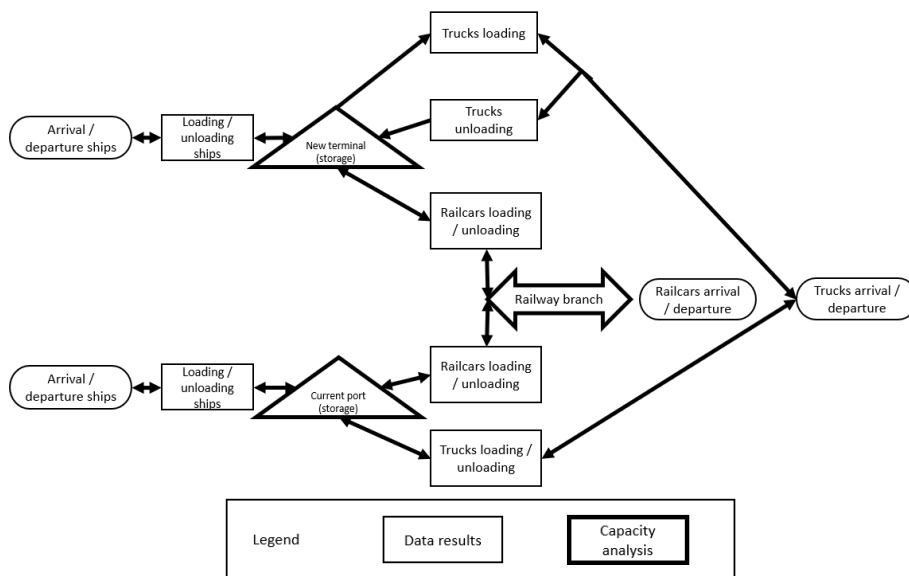 Trucks loading
Trucks
unloading
Arrival /
departure ships
Loading /
unloading
ships
New terminal
(storage)
Railcars loading
/ unloading
Railway branch
Railcars arrival
/ departure
Trucks arrival /
departure
Railcars loading
/ unloading
Arrival /
departure ships
Loading /
unloading
ships
Current port
(storage)
Trucks loading /
unloading
Legend
Data results
Capacity
analysis